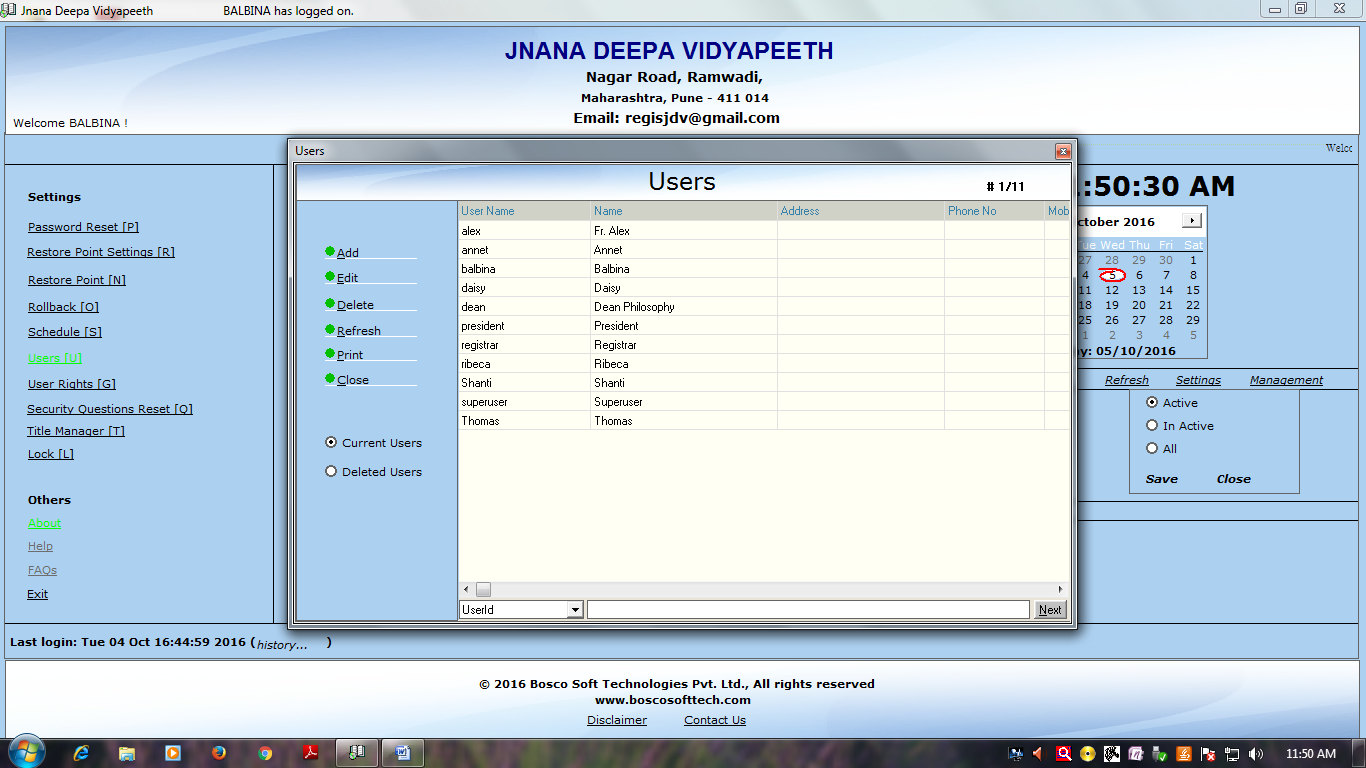 Jnana Deepa Vidyapeeth BALBINA has logged on.
JNANA DEEPA VIDYAPEETH
Nagar Road, Ramwadi,
Maharashtra, Pune - 411 014
Email: regisjdv@gmail.com
Welcome BALBINA !
Settings
Password Reset [P]
Restore Point Settings [R]
Restore Point [N]
Rollback [O]
Schedule [S]
Users [U]
User Rights [G]
Security Questions Reset [Q]
Title Manager [T]
Lock [L]
Others
About
Help
FAQs
Exit
Users
Users
# 1/11
Add
Edit
Delete
Refresh
Print
Close
Current Users
Deleted Users
User Name Name Address Phone No Mob
alex Fr. Alex
annet Annet
balbina Balbina
daisy Daisy
dean Dean Philosophy
president President
registrar Registrar
ribeca Ribeca
Shanti Shanti
superuser Superuser
Thomas Thomas
UserId Next
:50:30 AM
October 2016
Tue Wed Thu Fri Sat
27 28 29 30 1
4 5 6 7 8
11 12 13 14 15
18 19 20 21 22
25 26 27 28 29
1 2 3 4 5
: 05/10/2016
Refresh Settings Management
Active
In Active
All
Save Close
Last login: Tue 04 Oct 16:44:59 2016 (history... )
© 2016 Bosco Soft Technologies Pvt. Ltd., All rights reserved
www.boscosofttech.com
Disclaimer Contact Us
11:50 AM